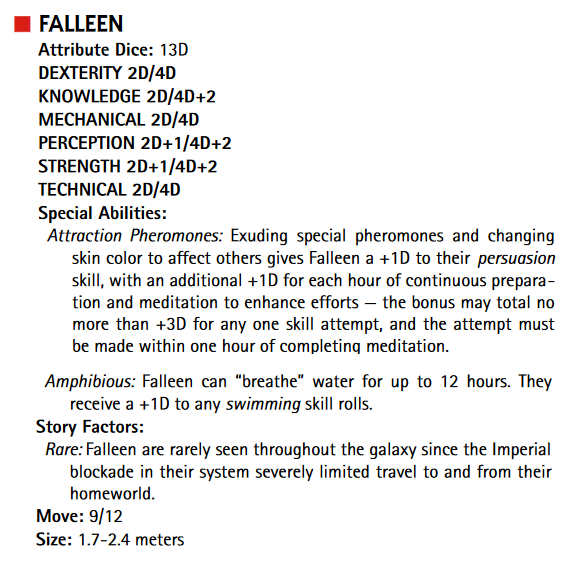 FALLEEN
Attribute Dice: 13D
DEXTERITY 2D/4D
KNOWLEDGE 2D/4D+2
MECHANICAL 2D/4D
PERCEPTION 2D+1/4D+2
STRENGTH 2D+1/4D+2
TECHNICAL 2D/4D
Special Abilities:
Attraction Pheromones: Exuding special pheromones and changing
skin color to affect others gives Falleen a +1D to their persuasion
skill, with an additional +1D for each hour of continuous prepara-
tion and meditation to enhance efforts — the bonus may total no
more than +3D for any one skill attempt, and the attempt must
be made within one hour of completing meditation.
Amphibious: Falleen can “breathe” water for up to 12 hours. They
receive a +1D to any swimming skill rolls.
Story Factors:
Rare: Falleen are rarely seen throughout the galaxy since the Imperial
blockade in their system severely limited travel to and from their
homeworld.
Move: 9/12
Size: 1.7-2.4 meters